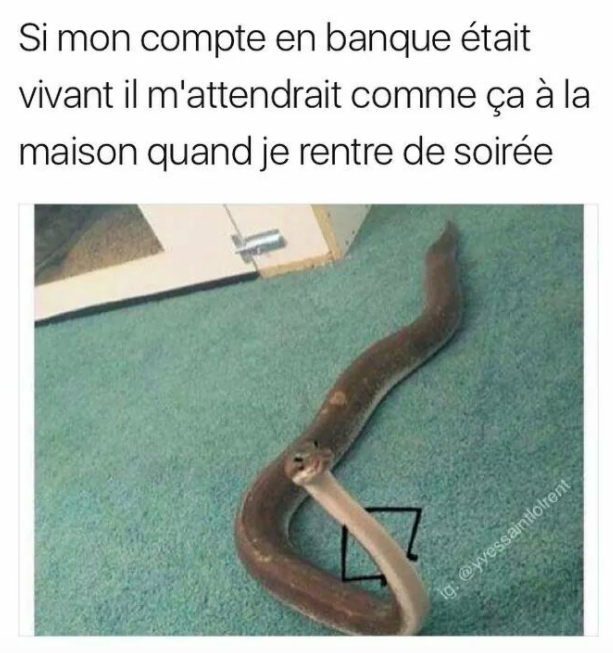 Si mon compte en banque était
vivant il m'attendrait comme ça à la
maison quand je rentre de soirée
ig: @yvessaintlolrent